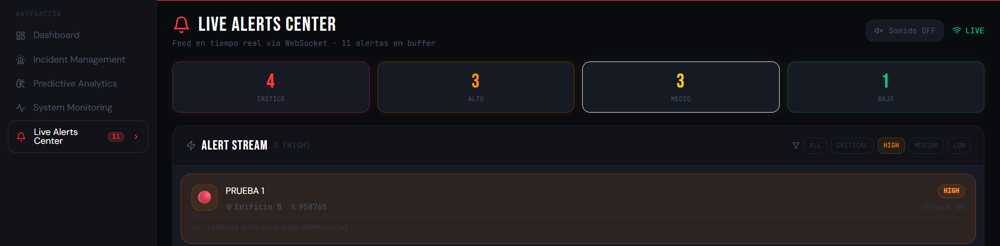 NAVEGACIÓN
Dashboard
Incident Management
Predictive Analytics
System Monitoring
Live Alerts
Center
11
LIVE ALERTS CENTER
Feed en tiempo real vía WebSocket · 11 alertas en buffer
Sonido OFF
LIVE
4
CRÍTICO
3
ALTO
3
MEDIO
1
BAJO
ALERT STREAM 3 (HIGH)
ALL CRITICAL HIGH MEDIUM LOW
PRUEBA 1
HIGH
Edificio B 958765
hace 8m
ID: c298ed38-8f24-4c62-8650-25899e2461e5